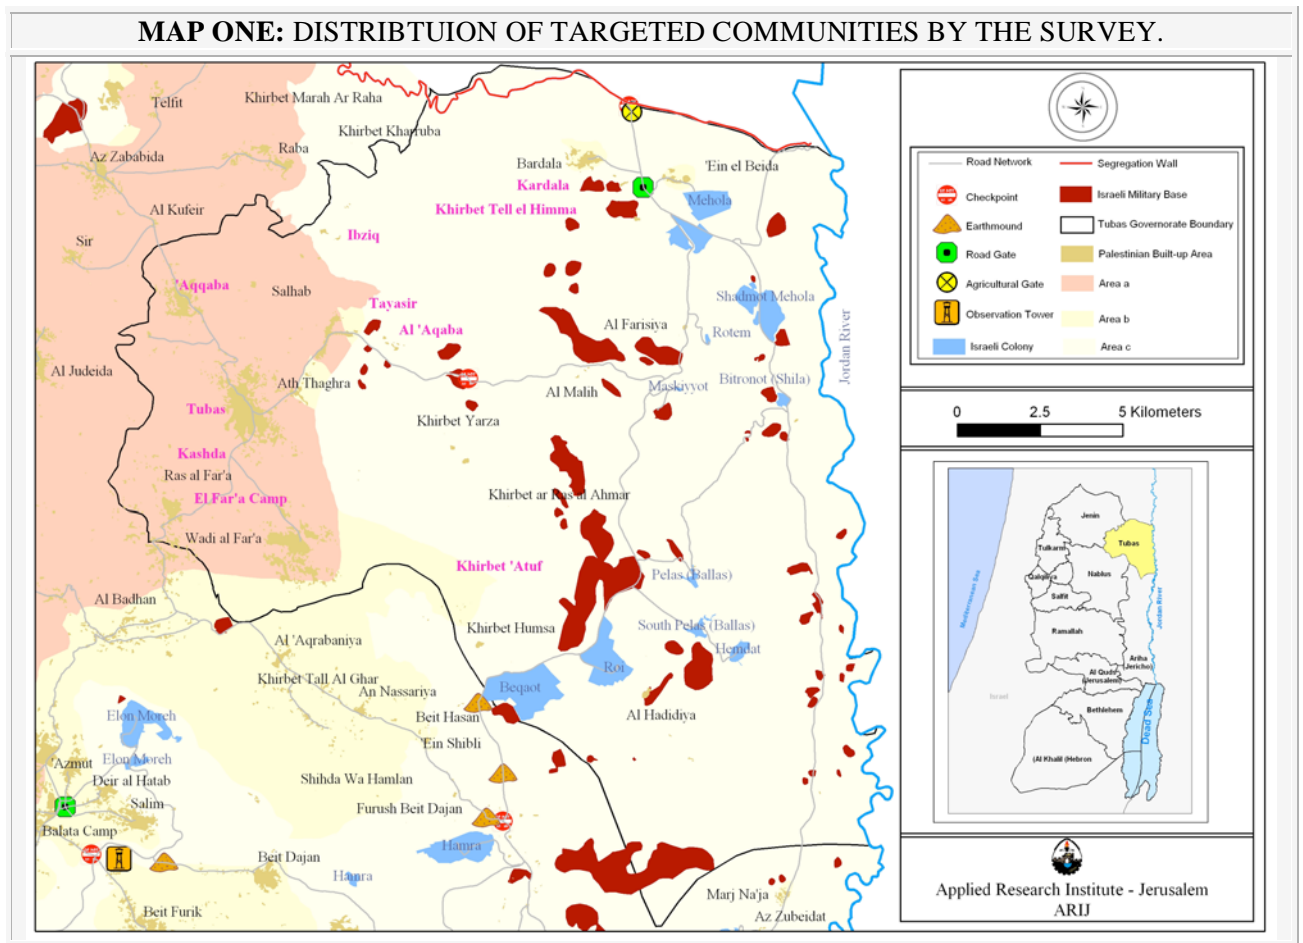 MAP ONE: DISTRIBTUION OF TARGETED COMMUNITIES BY THE SURVEY.
Telfit
Khirbet Marah Ar Raha
Khirbet Kharruba
Raba
Az Zababida
Bardala
'Ein el Beida
Kardala
Mehola
Khirbet Tell el Himma
Al Kufeir
Sir
Ibziq
'Aqqaba
Salhab
Tayasir
Al 'Aqaba
Shadmot Mehola
Al Farisiya
Rotem
Jordan River
Al Judeida
Ath Thaghra
Al Malih
Maskiyyot
Bitronot (Shila)
Tubas
Khirbet Yarza
Kashda
Ras al Far'a
El Far'a Camp
Khirbet ar Ras al Ahmar
Wadi al Far'a
Khirbet 'Atuf
Pelas (Ballas)
Al Badhan
Khirbet Humsa
South Pelas (Ballas)
Al 'Aqrabaniya
Hemdat
Roi
Khirbet Tall Al Ghar
An Nassariya
Beqaot
Elon Moreh
Beit Hasan
Al Hadidiya
'Ein Shibli
Elon Moreh
'Azmut
Deir al Hatab
Shihda Wa Hamlan
Salim
Furush Beit Dajan
Balata Camp
Hamra
Beit Dajan
Hamra
Marj Na'ja
Beit Furik
Az Zubeidat
Road Network
Segregation Wall
Checkpoint
Israeli Military Base
Earthmound
Tubas Governorate Boundary
Road Gate
Palestinian Built-up Area
Agricultural Gate
Area a
Observation Tower
Area b
Israeli Colony
Area c
0 2.5 5 Kilometers
Jenin
Tubas
Tulkarm
Nablus
Qalqiliya
Salfit
Mediterranean Sea
Jordan River
Ramallah
Ariha
(Jericho)
Al Quds
(Jerusalem)
Israel
Bethlehem
Dead Sea
(Al Khalil (Hebron
Applied Research Institute - Jerusalem
ARIJ